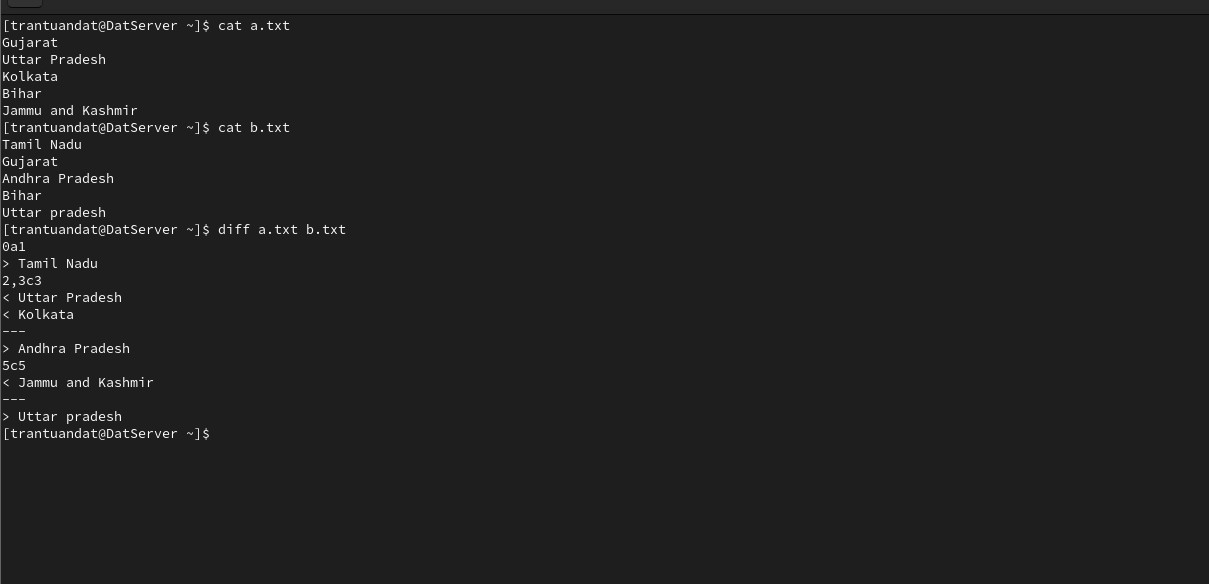 [trantuandat@DatServer ~]$ cat a.txt
Gujarat
Uttar Pradesh
Kolkata
Bihar
Jammu and Kashmir
[trantuandat@DatServer ~]$ cat b.txt
Tamil Nadu
Gujarat
Andhra Pradesh
Bihar
Uttar pradesh
[trantuandat@DatServer ~]$ diff a.txt b.txt
0a1
> Tamil Nadu
2,3c3
< Uttar Pradesh
< Kolkata
---
> Andhra Pradesh
5c5
< Jammu and Kashmir
---
> Uttar pradesh
[trantuandat@DatServer ~]$